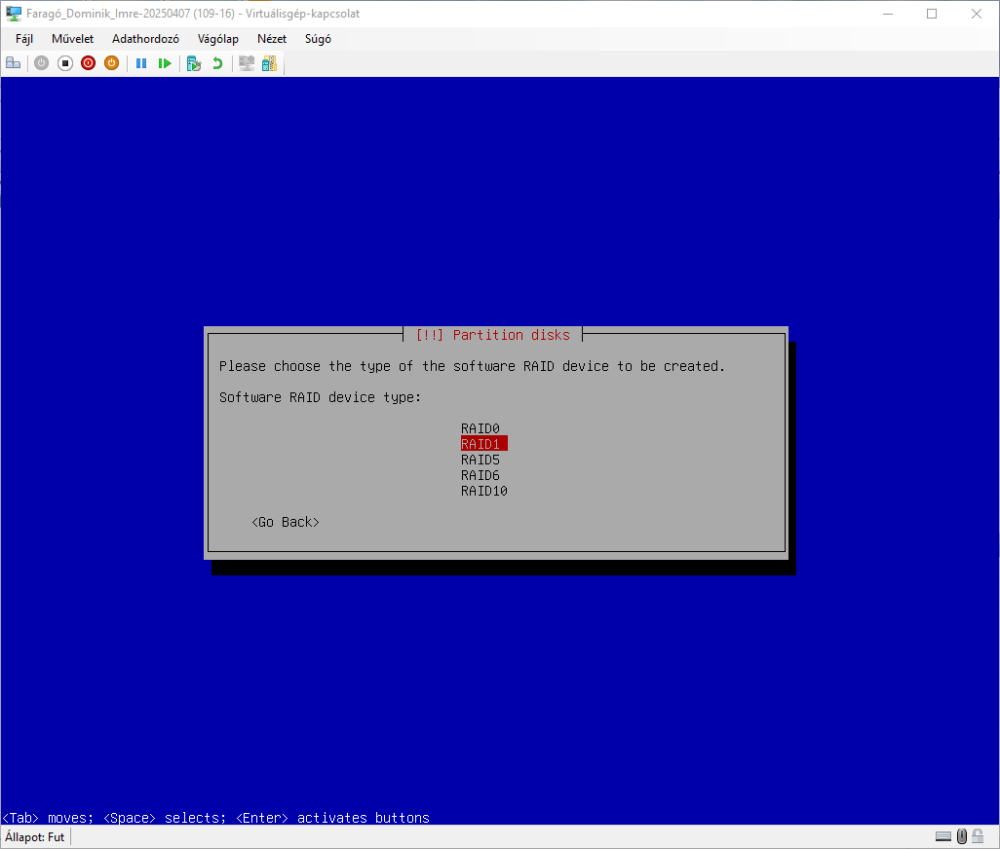 Faragó_Dominik_Imre-20250407 (109-16) - Virtuálisgép-kapcsolat
Fájl Művelet Adathordozó Vágólap Nézet Súgó
[!!] Partition disks
Please choose the type of the software RAID device to be created.
Software RAID device type:
RAID0
RAID1
RAID5
RAID6
RAID10
<Go Back>
<Tab> moves; <Space> selects; <Enter> activates buttons
Állapot: Fut